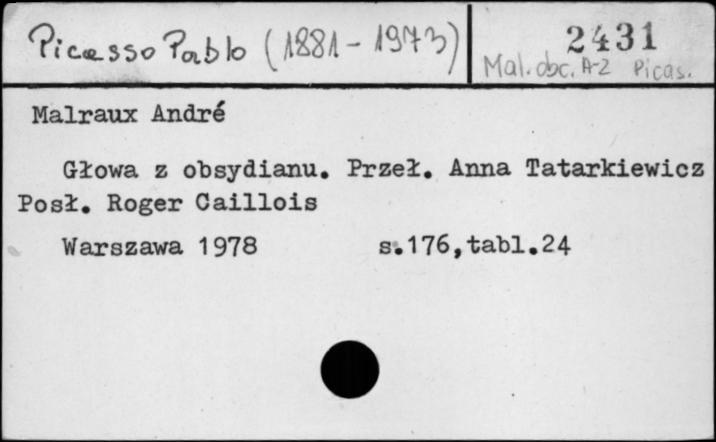 Picasso Pablo (1881-1973)
2431
Mal. obc. A-Z Picas.
Malraux André
Głowa z obsydianu. Przeł. Anna Tatarkiewicz
Posł. Roger Caillois
Warszawa 1978 s.176,tabl.24